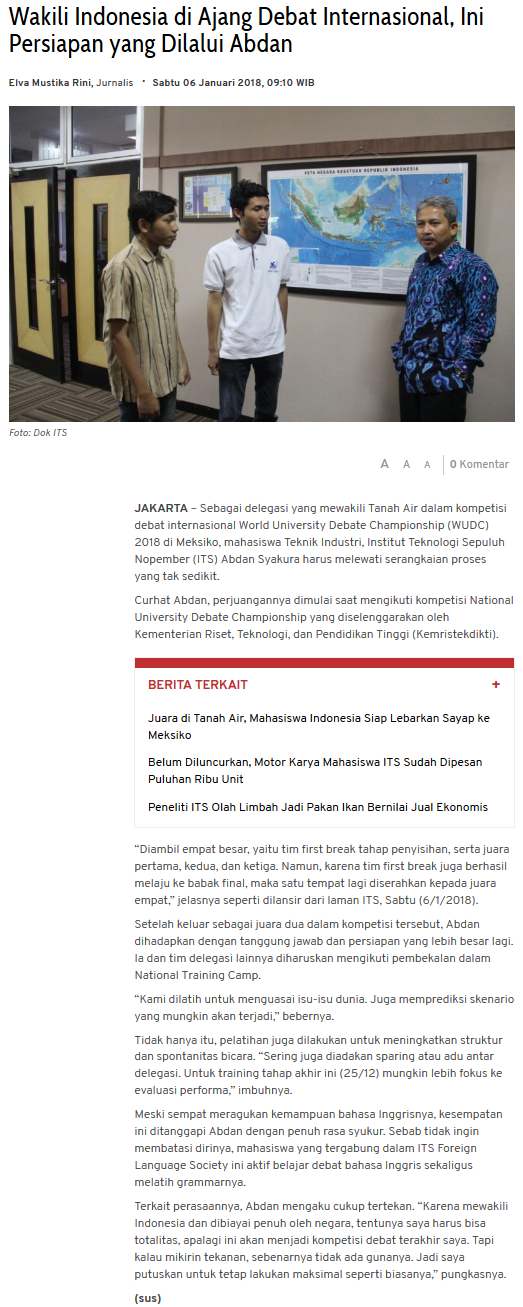 Wakili Indonesia di Ajang Debat Internasional, Ini
Persiapan yang Dilalui Abdan
Elva Mustika Rini, Jurnalis · Sabtu 06 Januari 2018, 09:10 WIB
PETA NEGARA KESATUAN REPUBLIK INDONESIA
Foto: Dok ITS
A A A 0 Komentar
JAKARTA – Sebagai delegasi yang mewakili Tanah Air dalam kompetisi
debat internasional World University Debate Championship (WUDC)
2018 di Meksiko, mahasiswa Teknik Industri, Institut Teknologi Sepuluh
Nopember (ITS) Abdan Syakura harus melewati serangkaian proses
yang tak sedikit.
Curhat Abdan, perjuangannya dimulai saat mengikuti kompetisi National
University Debate Championship yang diselenggarakan oleh
Kementerian Riset, Teknologi, dan Pendidikan Tinggi (Kemristekdikti).
BERITA TERKAIT +
Juara di Tanah Air, Mahasiswa Indonesia Siap Lebarkan Sayap ke
Meksiko
Belum Diluncurkan, Motor Karya Mahasiswa ITS Sudah Dipesan
Puluhan Ribu Unit
Peneliti ITS Olah Limbah Jadi Pakan Ikan Bernilai Jual Ekonomis
“Diambil empat besar, yaitu tim first break tahap penyisihan, serta juara
pertama, kedua, dan ketiga. Namun, karena tim first break juga berhasil
melaju ke babak final, maka satu tempat lagi diserahkan kepada juara
empat,” jelasnya seperti dilansir dari laman ITS, Sabtu (6/1/2018).
Setelah keluar sebagai juara dua dalam kompetisi tersebut, Abdan
dihadapkan dengan tanggung jawab dan persiapan yang lebih besar lagi.
Ia dan tim delegasi lainnya diharuskan mengikuti pembekalan dalam
National Training Camp.
“Kami dilatih untuk menguasai isu-isu dunia. Juga memprediksi skenario
yang mungkin akan terjadi,” bebernya.
Tidak hanya itu, pelatihan juga dilakukan untuk meningkatkan struktur
dan spontanitas bicara. “Sering juga diadakan sparing atau adu antar
delegasi. Untuk training tahap akhir ini (25/12) mungkin lebih fokus ke
evaluasi performa,” imbuhnya.
Meski sempat meragukan kemampuan bahasa Inggrisnya, kesempatan
ini ditanggapi Abdan dengan penuh rasa syukur. Sebab tidak ingin
membatasi dirinya, mahasiswa yang tergabung dalam ITS Foreign
Language Society ini aktif belajar debat bahasa Inggris sekaligus
melatih grammarnya.
Terkait perasaannya, Abdan mengaku cukup tertekan. “Karena mewakili
Indonesia dan dibiayai penuh oleh negara, tentunya saya harus bisa
totalitas, apalagi ini akan menjadi kompetisi debat terakhir saya. Tapi
kalau mikirin tekanan, sebenarnya tidak ada gunanya. Jadi saya
putuskan untuk tetap lakukan maksimal seperti biasanya,” pungkasnya.
(sus)